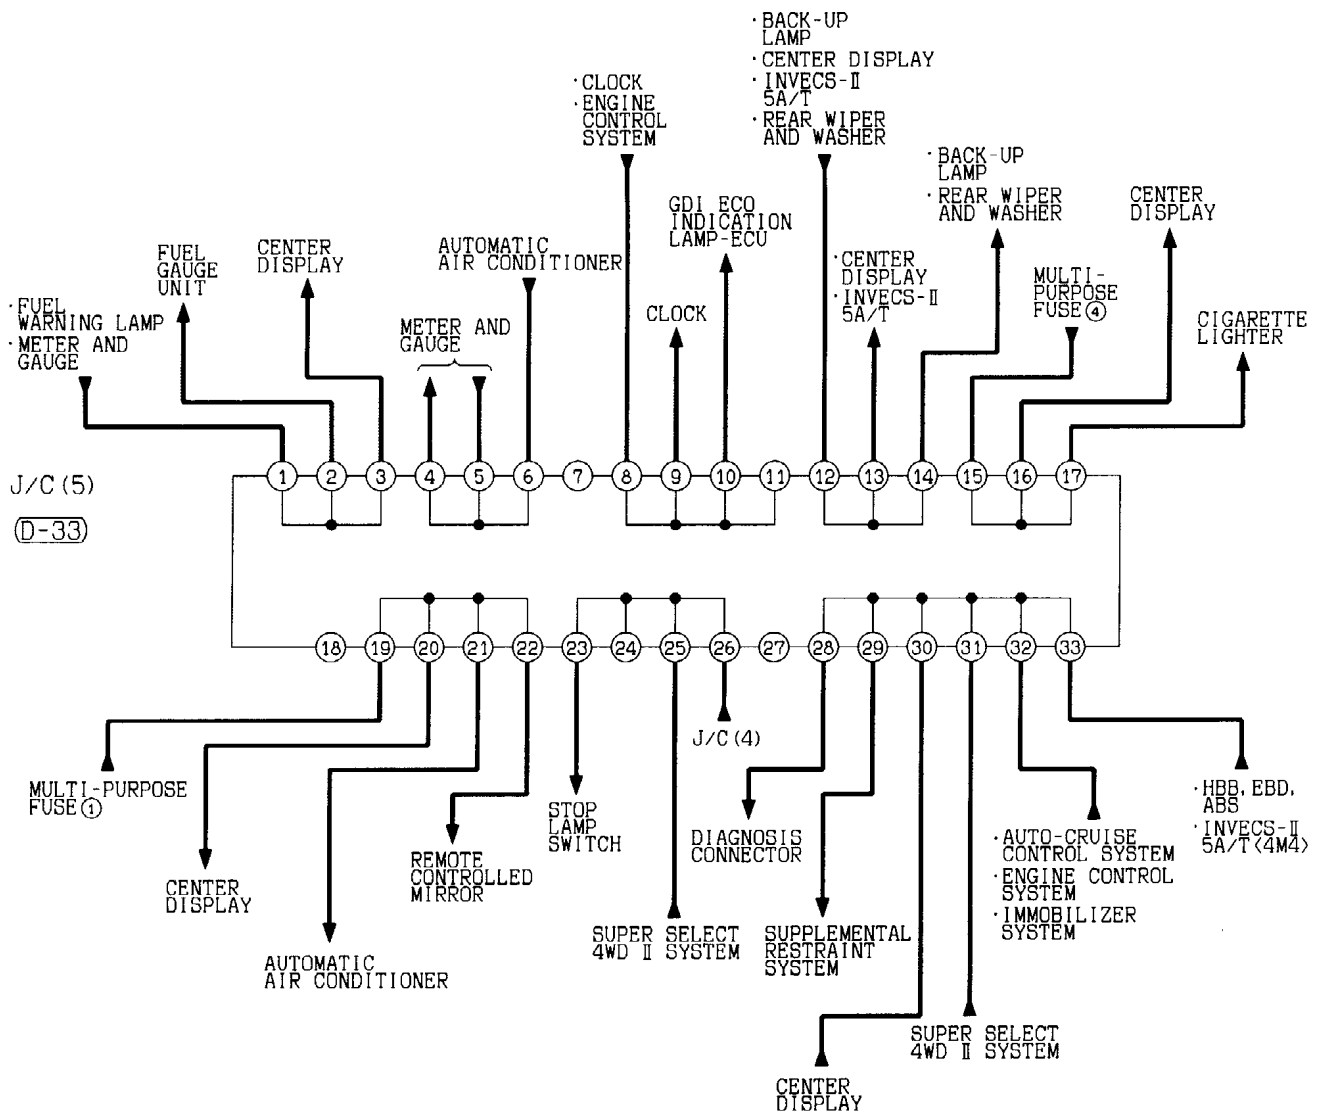 · BACK-UP
LAMP
· CENTER DISPLAY
· INVECS-Ⅱ
5A/T
· REAR WIPER
AND WASHER
· CLOCK
· ENGINE
CONTROL
SYSTEM
· BACK-UP
LAMP
· REAR WIPER
AND WASHER
CENTER
DISPLAY
GDI ECO
INDICATION
LAMP-ECU
FUEL
GAUGE
UNIT
CENTER
DISPLAY
AUTOMATIC
AIR CONDITIONER
· CENTER
DISPLAY
· INVECS-Ⅱ
5A/T
MULTI-
PURPOSE
FUSE④
· FUEL
WARNING LAMP
· METER AND
GAUGE
METER AND
GAUGE
CLOCK
CIGARETTE
LIGHTER
J/C (5)
D-33
1 2 3 4 5 6 7 8 9 10 11 12 13 14 15 16 17
18 19 20 21 22 23 24 25 26 27 28 29 30 31 32 33
J/C (4)
MULTI-PURPOSE
FUSE①
CENTER
DISPLAY
AUTOMATIC
AIR CONDITIONER
REMOTE
CONTROLLED
MIRROR
STOP
LAMP
SWITCH
SUPER SELECT
4WD Ⅱ SYSTEM
DIAGNOSIS
CONNECTOR
SUPPLEMENTAL
RESTRAINT
SYSTEM
CENTER
DISPLAY
SUPER SELECT
4WD Ⅱ SYSTEM
· AUTO-CRUISE
CONTROL SYSTEM
· ENGINE CONTROL
SYSTEM
· IMMOBILIZER
SYSTEM
· HBB, EBD,
ABS
· INVECS-Ⅱ
5A/T<4M4>